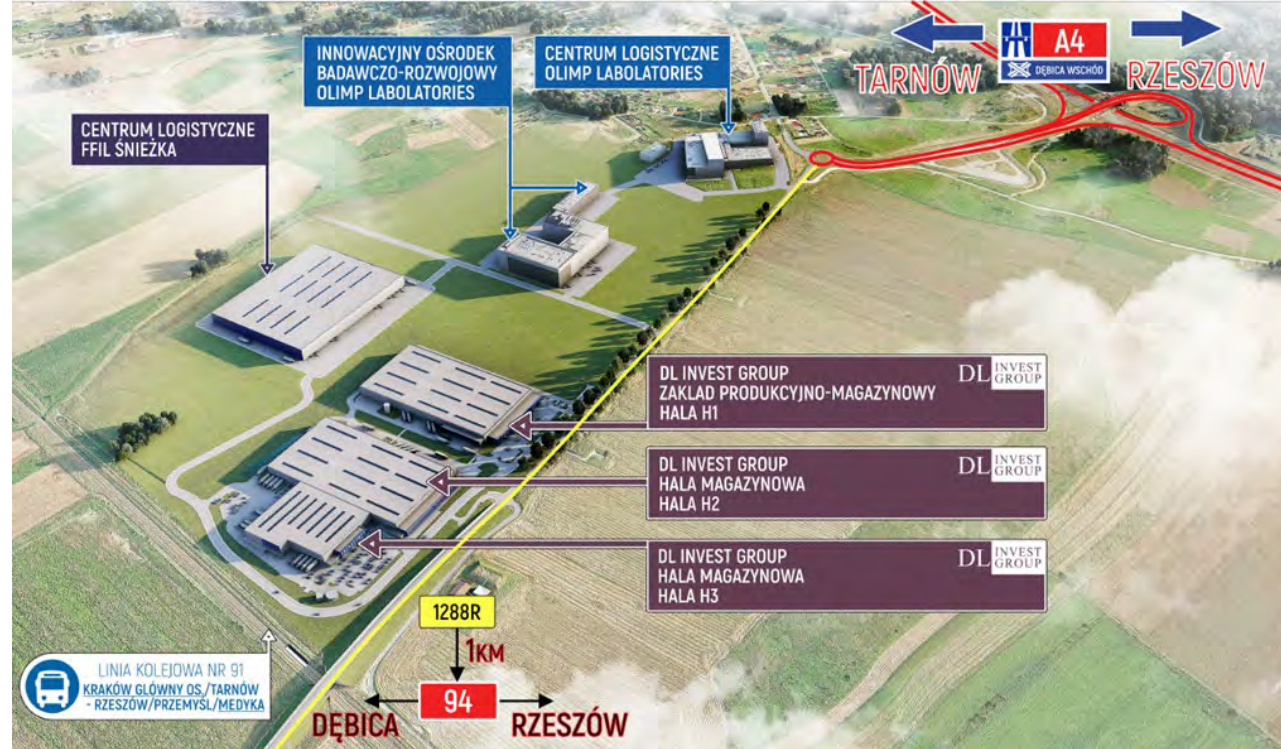 INNOWACYJNY OŚRODEK
BADAWCZO-ROZWOJOWY
OLIMP LABOLATORIES
CENTRUM LOGISTYCZNE
OLIMP LABOLATORIES
A4
DĘBICA WSCHÓD
TARNÓW
RZESZÓW
CENTRUM LOGISTYCZNE
FFIL ŚNIEŻKA
DL INVEST GROUP
ZAKLAD PRODUKCYJNO-MAGAZYNOWY
HALA H1
DL INVEST
GROUP
DL INVEST GROUP
HALA MAGAZYNOWA
HALA H2
DL INVEST
GROUP
DL INVEST GROUP
HALA MAGAZYNOWA
HALA H3
DL INVEST
GROUP
1288R
1KM
94
DĘBICA
RZESZÓW
LINIA KOLEJOWA NR 91
KRAKÓW GLÓWNY OS./TARNÓW
- RZESZÓW/PRZEMYŚL/MEDYKA